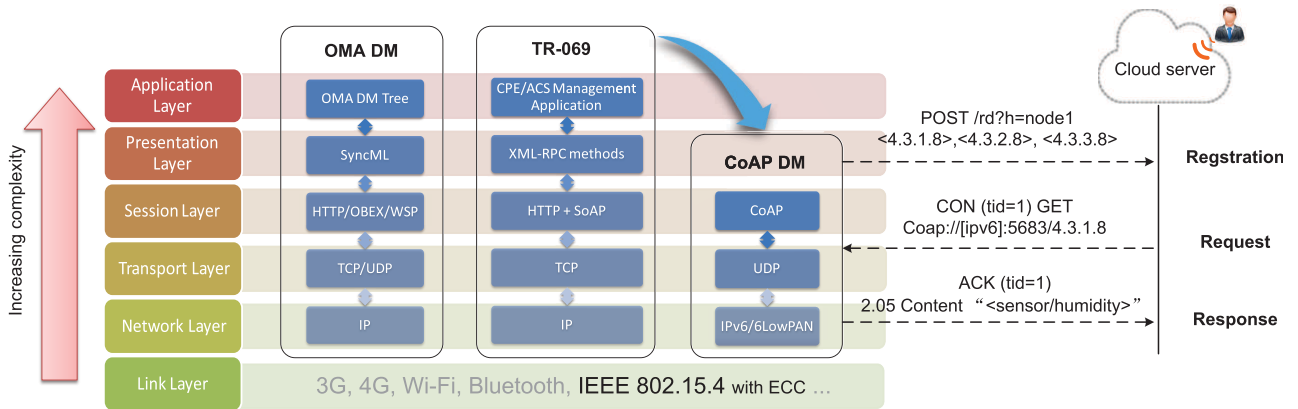 OMA DM
TR-069
Cloud server
Application
Layer
OMA DM Tree
CPE/ACS Management
Application
Presentation
Layer
SyncML
XML-RPC methods
CoAP DM
POST /rd?h=node1
<4.3.1.8>,<4.3.2.8>, <4.3.3.8>
Regstration
Session Layer
HTTP/OBEX/WSP
HTTP + SoAP
CoAP
CON (tid=1) GET
Coap://[ipv6]:5683/4.3.1.8
Request
Transport Layer
TCP/UDP
TCP
UDP
ACK (tid=1)
2.05 Content “<sensor/humidity>”
Response
Network Layer
IP
IP
IPv6/6LowPAN
Link Layer
3G, 4G, Wi-Fi, Bluetooth, IEEE 802.15.4 with ECC ...
Increasing complexity